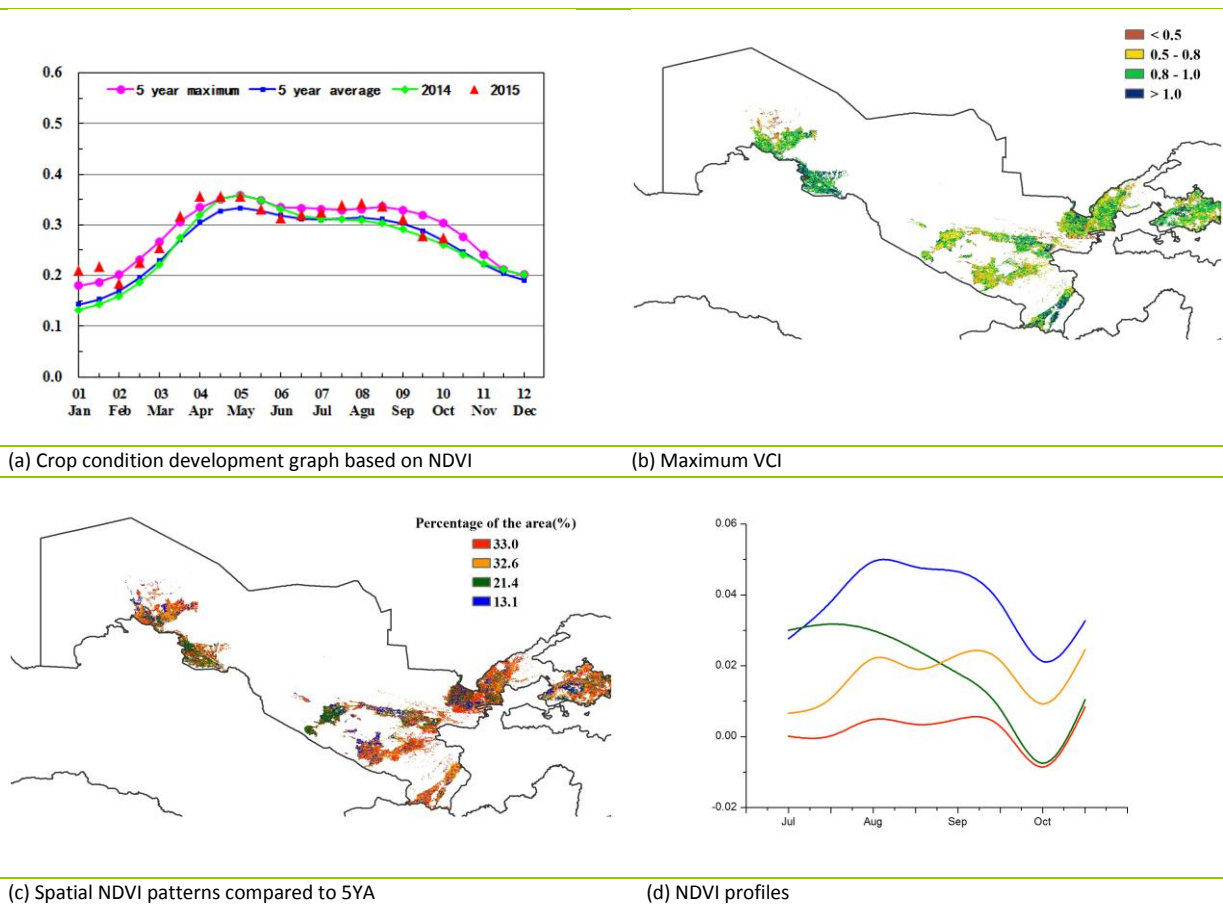 0.6
5 year maximum 5 year average 2014 2015
0.5
0.4
0.3
0.2
0.1
0.0
01 02 03 04 05 06 07 08 09 10 11 12
Jan Feb Mar Apr May Jun Jul Agu Sep Oct Nov Dec
< 0.5
0.5 - 0.8
0.8 - 1.0
> 1.0
(a) Crop condition development graph based on NDVI
(b) Maximum VCI
Percentage of the area(%)
33.0
32.6
21.4
13.1
0.06
0.04
0.02
0.00
-0.02
Jul Aug Sep Oct
(c) Spatial NDVI patterns compared to 5YA
(d) NDVI profiles